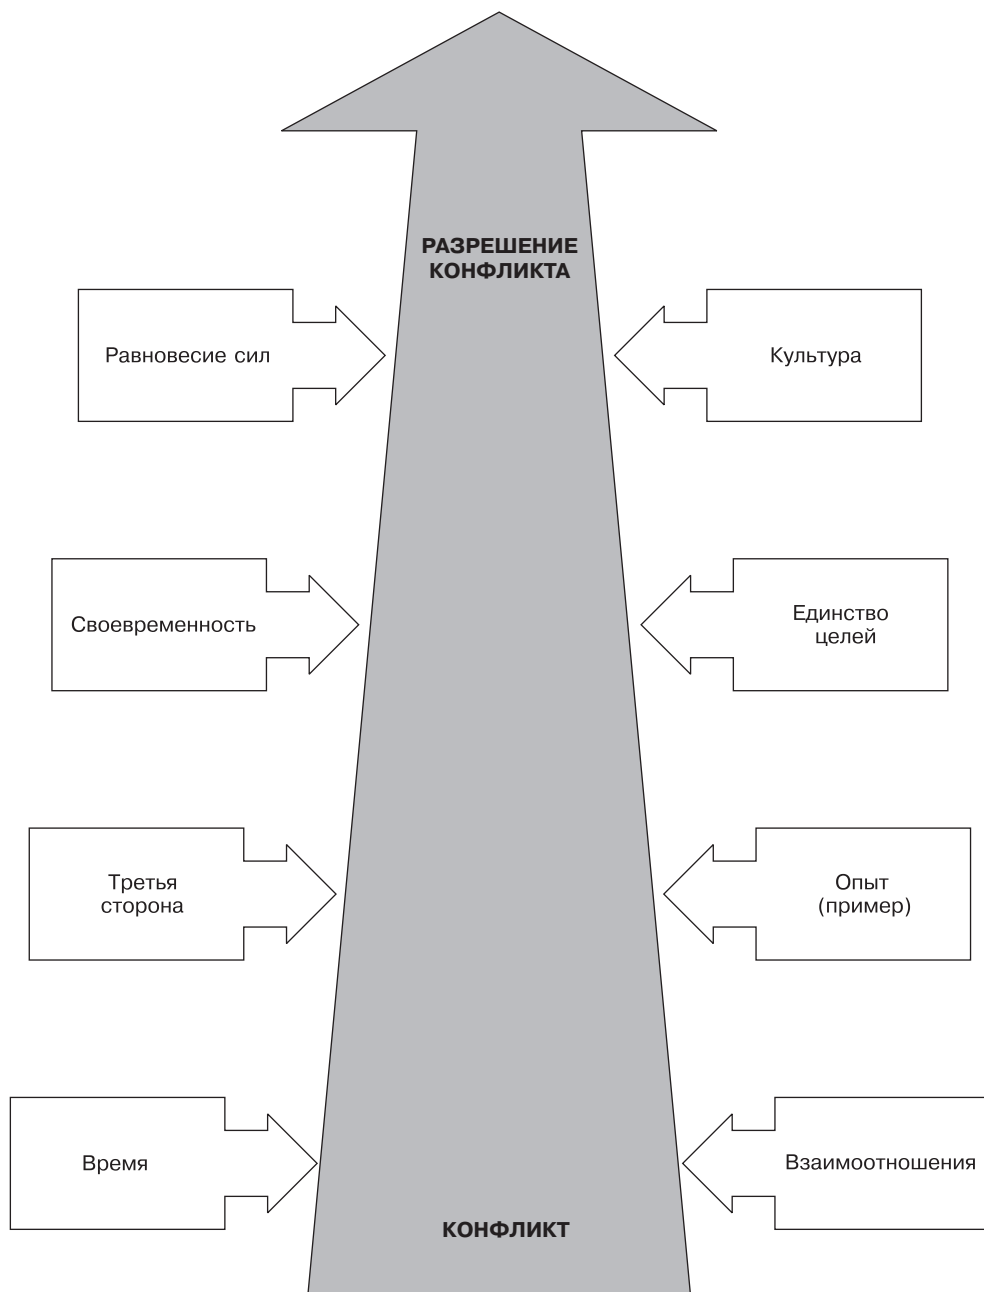 РАЗРЕШЕНИЕ
КОНФЛИКТА
Равновесие сил
Культура
Своевременность
Единство
целей
Третья
сторона
Опыт
(пример)
Время
Взаимоотношения
КОНФЛИКТ